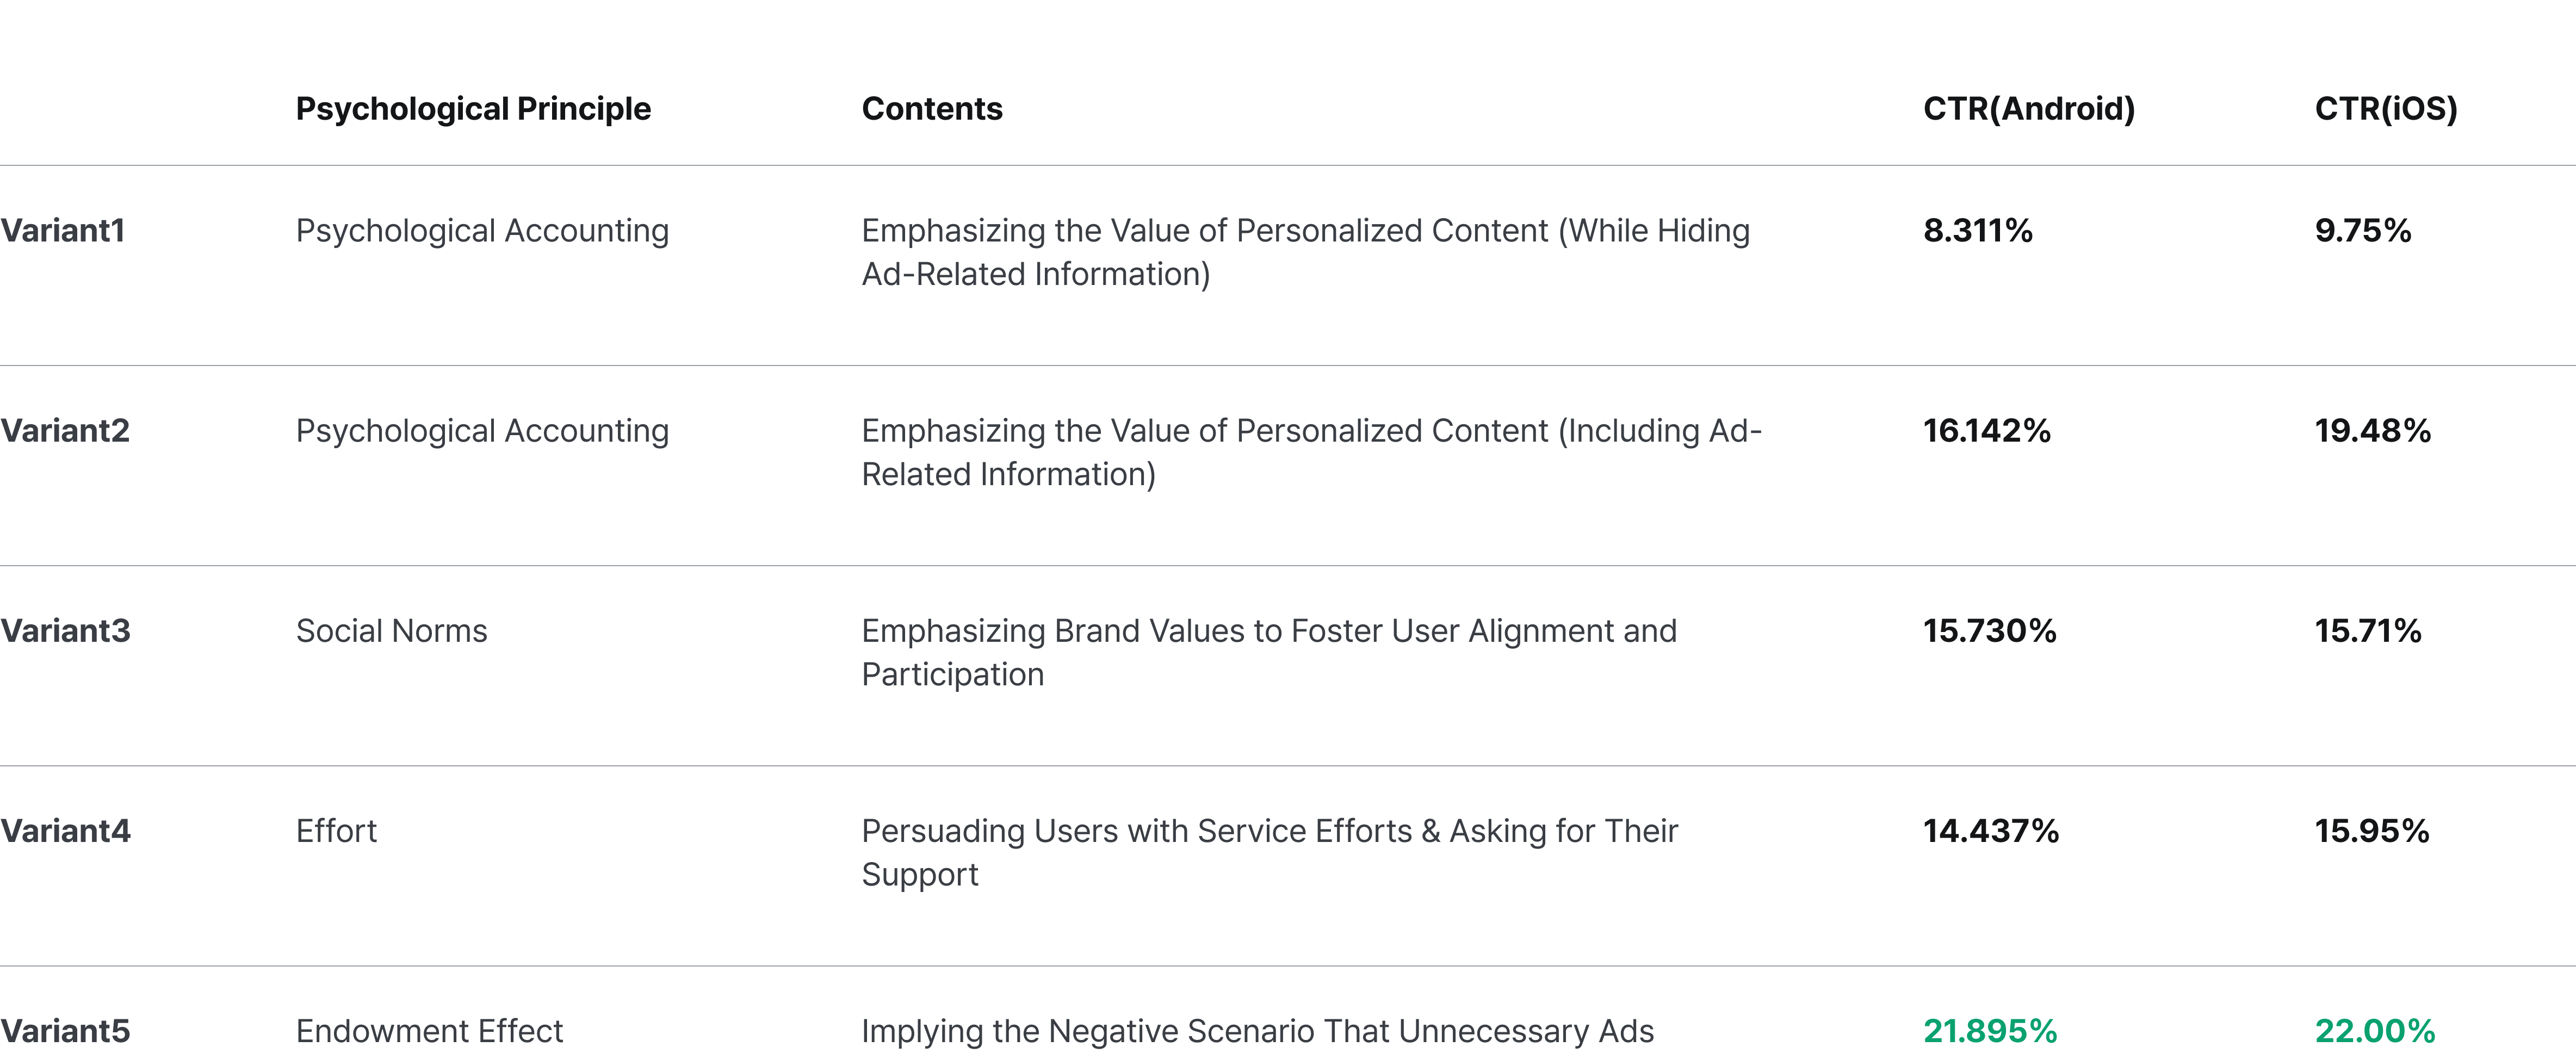 Psychological Principle Contents CTR(Android) CTR(iOS)
Variant1 Psychological Accounting Emphasizing the Value of Personalized Content (While Hiding 8.311% 9.75%
Ad-Related Information)
Variant2 Psychological Accounting Emphasizing the Value of Personalized Content (Including Ad- 16.142% 19.48%
Related Information)
Variant3 Social Norms Emphasizing Brand Values to Foster User Alignment and 15.730% 15.71%
Participation
Variant4 Effort Persuading Users with Service Efforts & Asking for Their 14.437% 15.95%
Support
Variant5 Endowment Effect Implying the Negative Scenario That Unnecessary Ads 21.895% 22.00%